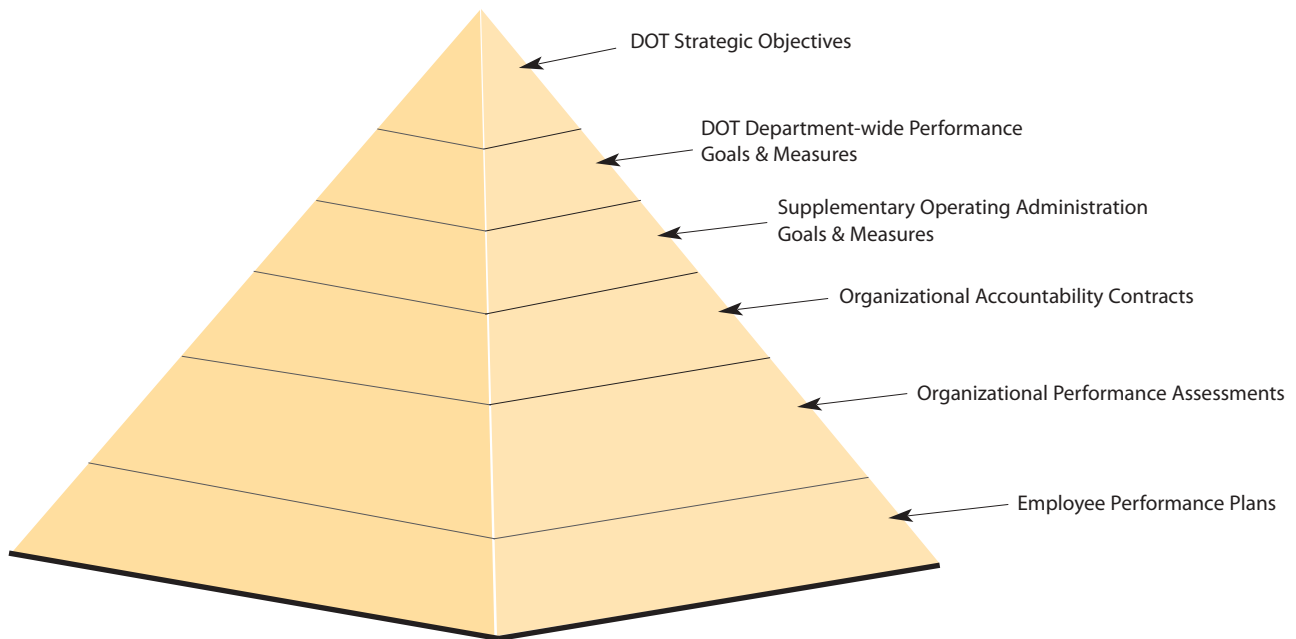 DOT Strategic Objectives
DOT Department-wide Performance
Goals & Measures
Supplementary Operating Administration
Goals & Measures
Organizational Accountability Contracts
Organizational Performance Assessments
Employee Performance Plans